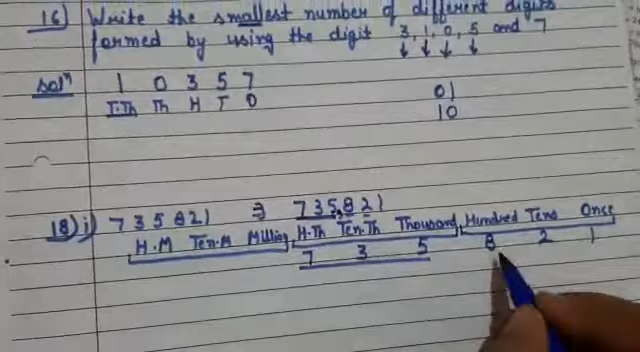 16) Write the smallest number of different digits
formed by using the digit 3, 1, 0, 5 and 7
↓ ↓ ↓ ↓
Solⁿ 1 0 3 5 7
T.Th Th H T O
01
10
18) i) 7 3 5 8 2 1 ⇒ 7 3 5, 8 2 1
H.M Ten.M Million H.Th Ten.Th Thousand Hundred Tens Once
7 3 5 8 2 1